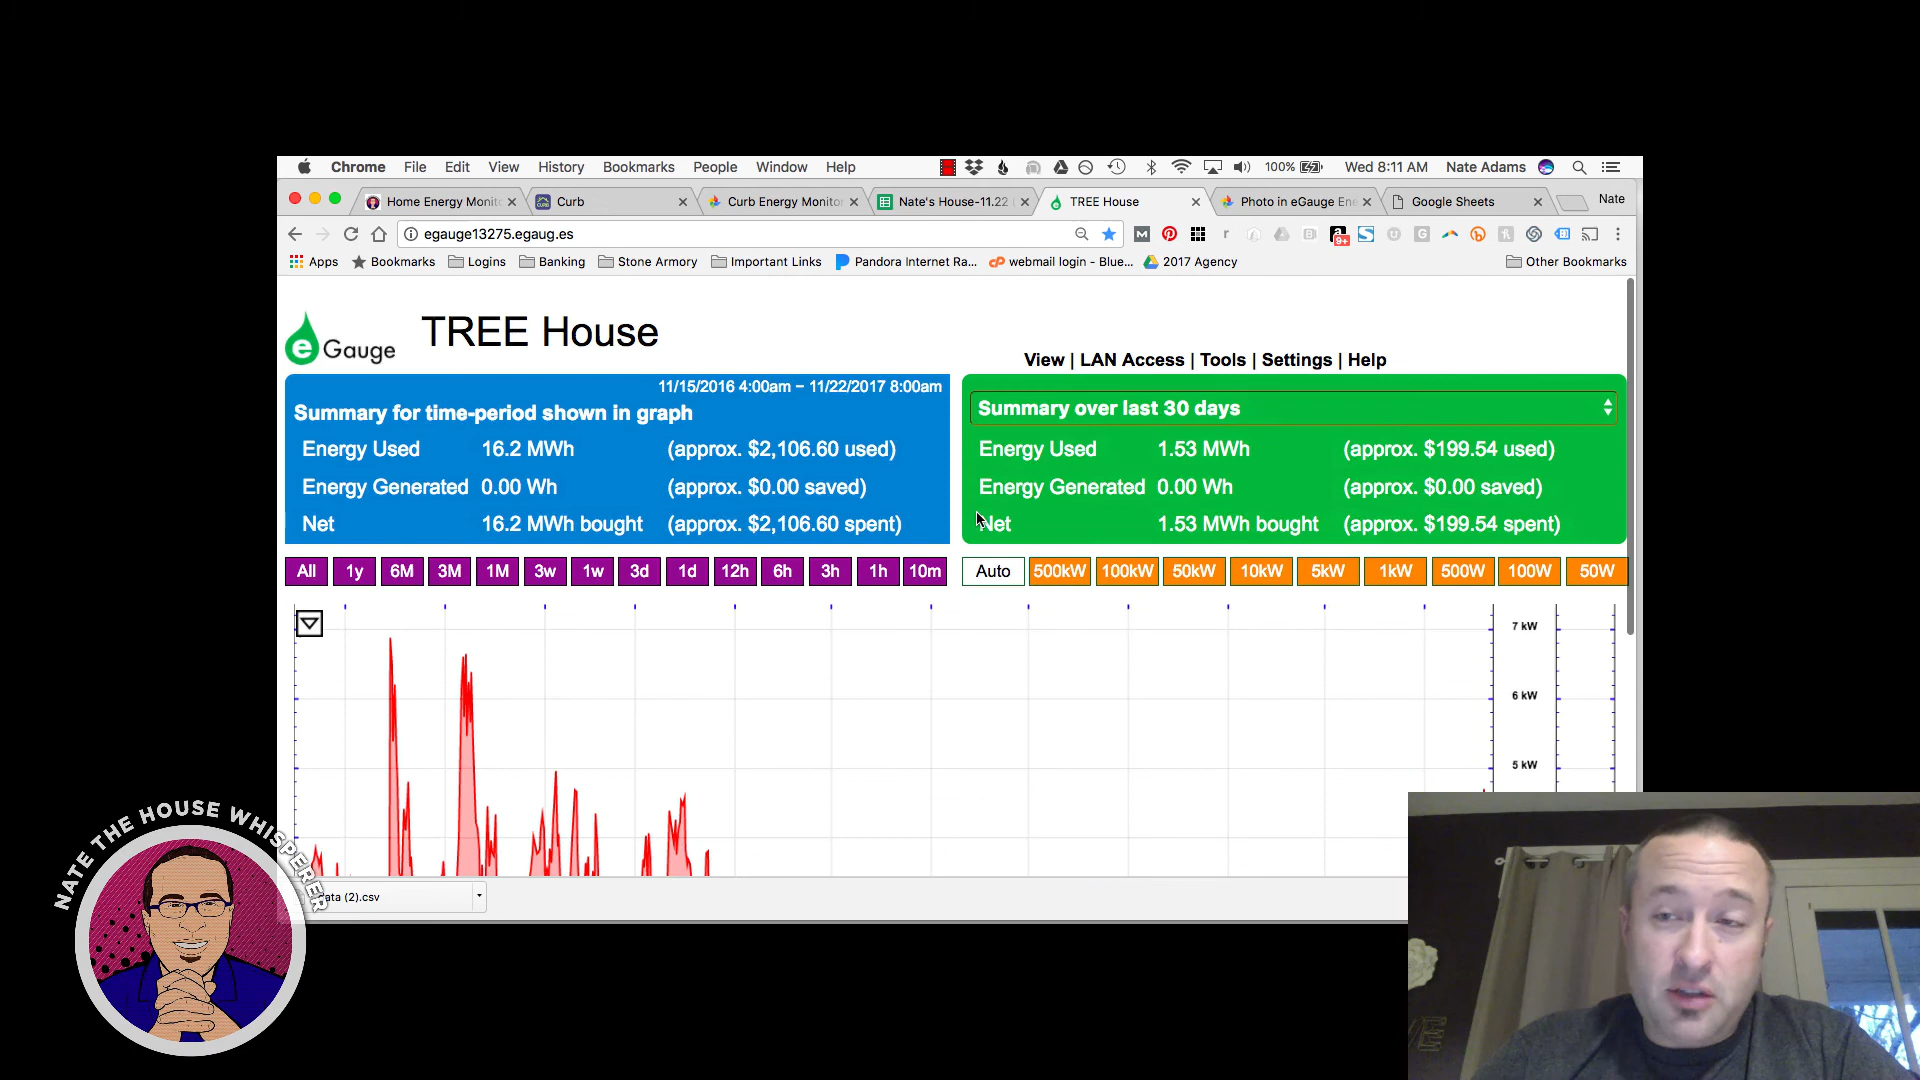 Chrome File Edit View History Bookmarks People Window Help 100% Wed 8:11 AM Nate Adams
Home Energy Monito Curb Curb Energy Monito Nate's House-11.22 TREE House Photo in eGauge Ene Google Sheets Nate
egauge13275.egaug.es
Apps Bookmarks Logins Banking Stone Armory Important Links Pandora Internet Ra... webmail login - Blue... 2017 Agency Other Bookmarks
eGauge TREE House
View | LAN Access | Tools | Settings | Help
11/15/2016 4:00am – 11/22/2017 8:00am
Summary for time-period shown in graph
Energy Used 16.2 MWh (approx. $2,106.60 used)
Energy Generated 0.00 Wh (approx. $0.00 saved)
Net 16.2 MWh bought (approx. $2,106.60 spent)
Summary over last 30 days
Energy Used 1.53 MWh (approx. $199.54 used)
Energy Generated 0.00 Wh (approx. $0.00 saved)
Net 1.53 MWh bought (approx. $199.54 spent)
All 1y 6M 3M 1M 3w 1w 3d 1d 12h 6h 3h 1h 10m
Auto 500kW 100kW 50kW 10kW 5kW 1kW 500W 100W 50W
7 kW
6 kW
5 kW
ata (2).csv
NATE THE HOUSE WHISPERER